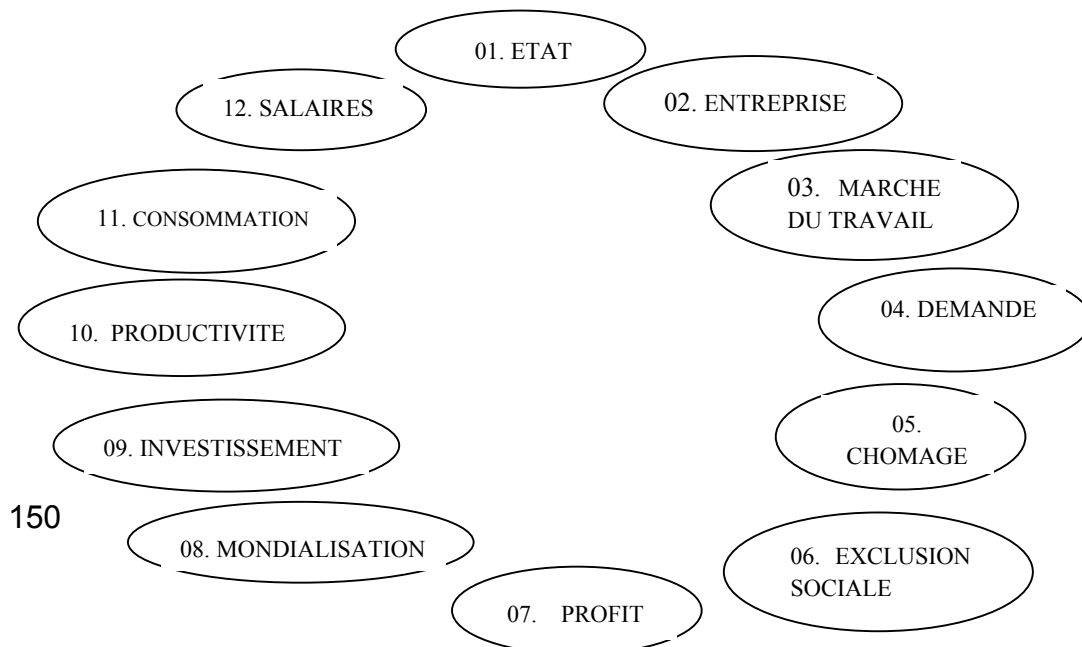 01. ETAT
02. ENTREPRISE
03. MARCHE
DU TRAVAIL
04. DEMANDE
05.
CHOMAGE
06. EXCLUSION
SOCIALE
07. PROFIT
08. MONDIALISATION
150
09. INVESTISSEMENT
10. PRODUCTIVITE
11. CONSOMMATION
12. SALAIRES